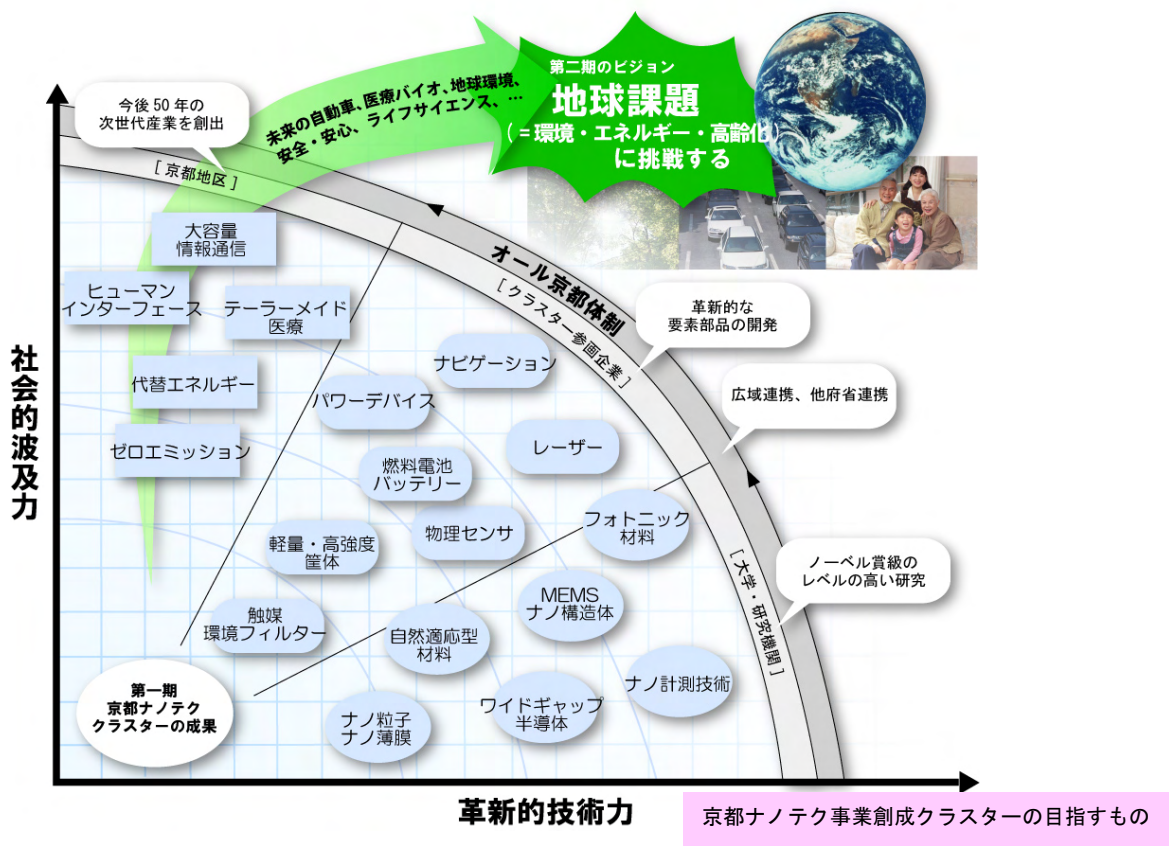 第二期のビジョン
地球課題
(=環境・エネルギー・高齢化)
に挑戦する
今後50年の
次世代産業を創出
未来の自動車、医療バイオ、地球環境、
安全・安心、ライフサイエンス、…
[京都地区]
大容量
情報通信
ヒューマン
インターフェース
テーラーメイド
医療
代替エネルギー
ゼロエミッション
オール京都体制
[クラスター参画企業]
革新的な
要素部品の開発
広域連携、他府省連携
ナビゲーション
パワーデバイス
レーザー
燃料電池
バッテリー
物理センサ
軽量・高強度
筐体
触媒
環境フィルター
フォトニック
材料
[大学・研究機関]
ノーベル賞級の
レベルの高い研究
MEMS
ナノ構造体
自然適応型
材料
ナノ計測技術
ワイドギャップ
半導体
ナノ粒子
ナノ薄膜
第一期
京都ナノテク
クラスターの成果
社会的波及力
革新的技術力
京都ナノテク事業創成クラスターの目指すもの